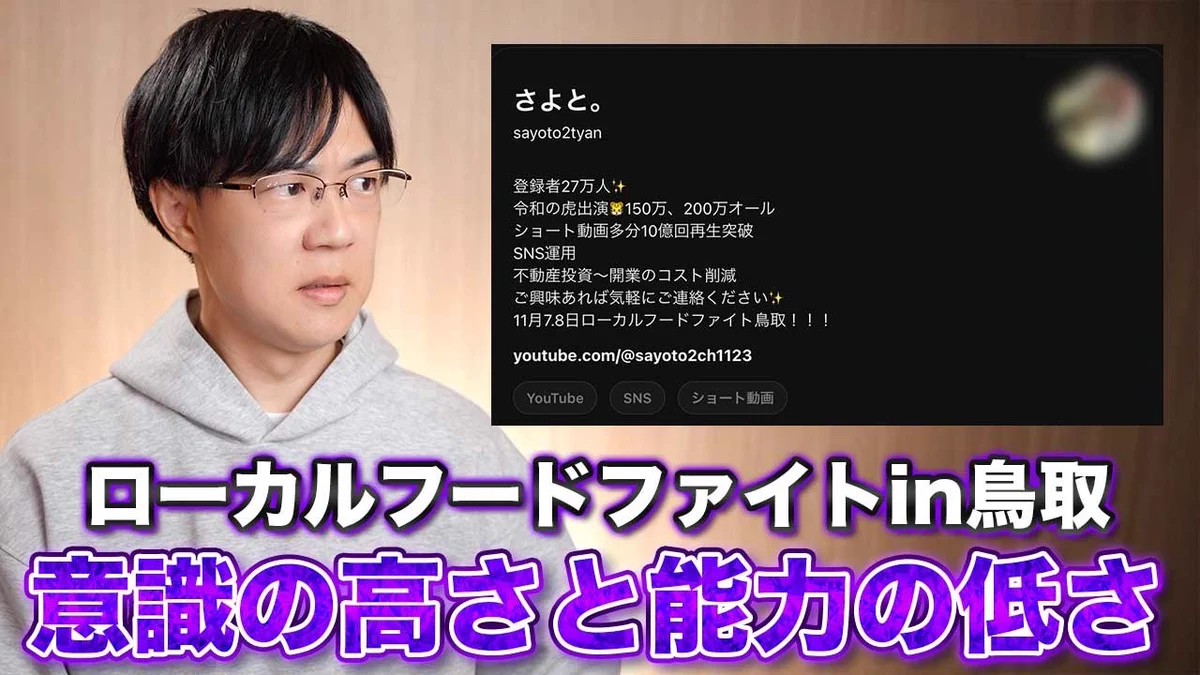 さよと。
sayoto2tyan
登録者27万人✨
令和の虎出演🐯150万、200万オール
ショート動画多分10億回再生突破
SNS運用
不動産投資〜開業のコスト削減
ご興味あれば気軽にご連絡ください✨
11月7.8日ローカルフードファイト鳥取！！！
youtube.com/@sayoto2ch1123
YouTube SNS ショート動画
ローカルフードファイトin鳥取
意識の高さと能力の低さ